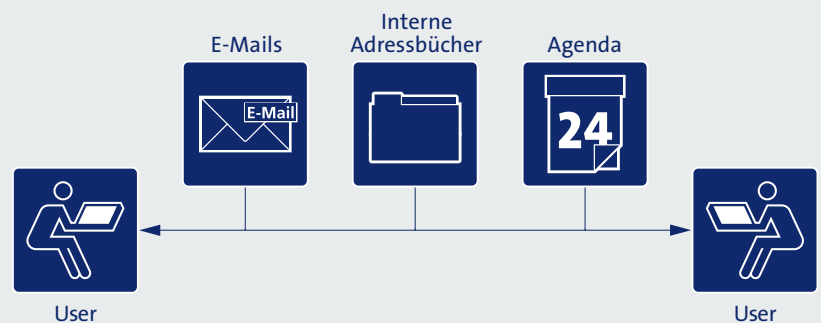 E-Mails
Interne
Adressbücher
Agenda
E-Mail
24
User
User